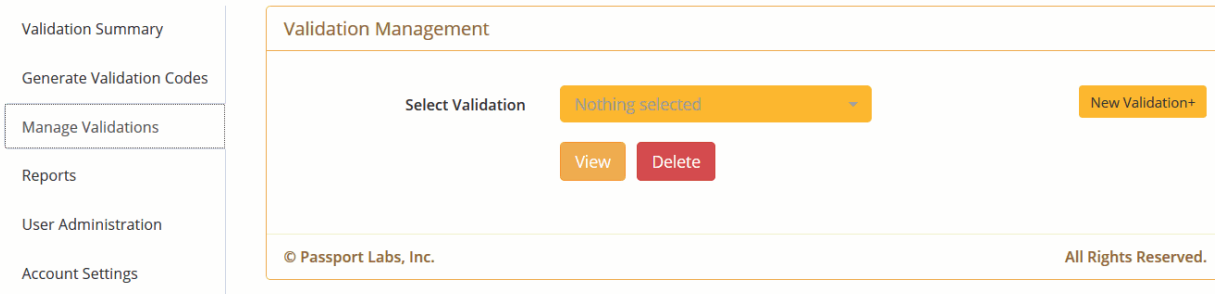 Validation Summary
Generate Validation Codes
Manage Validations
Reports
User Administration
Account Settings
Validation Management
Select Validation
Nothing selected
New Validation+
View
Delete
© Passport Labs, Inc.
All Rights Reserved.